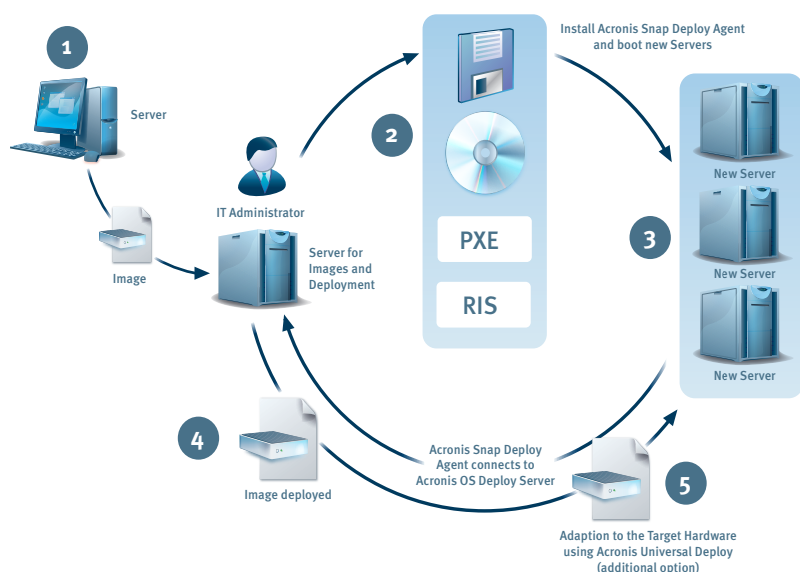 1
Server
Image
IT Administrator
Server for
Images and
Deployment
2
PXE
RIS
Install Acronis Snap Deploy Agent
and boot new Servers
3
New Server
New Server
New Server
Acronis Snap Deploy
Agent connects to
Acronis OS Deploy Server
4
Image deployed
5
Adaption to the Target Hardware
using Acronis Universal Deploy
(additional option)